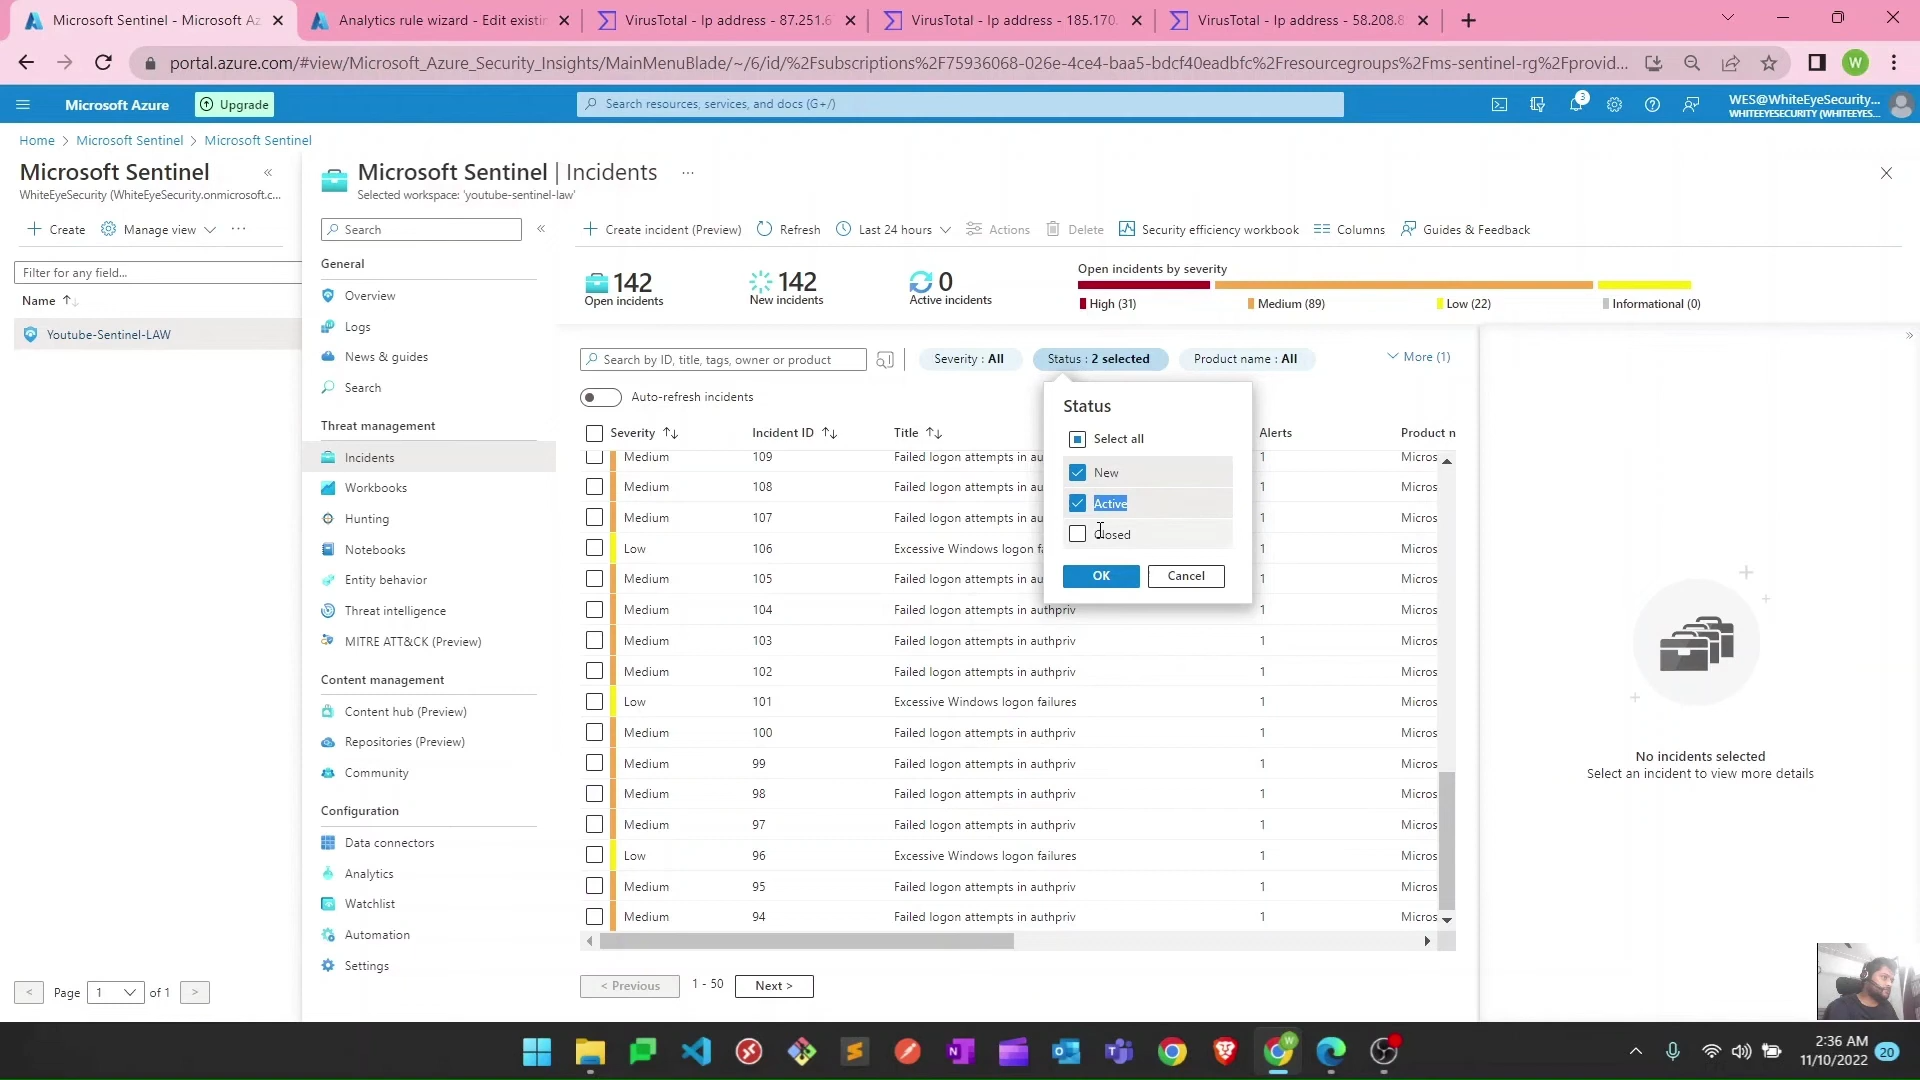 Microsoft Sentinel - Microsoft Az
Analytics rule wizard - Edit existin
VirusTotal - Ip address - 87.251.6
VirusTotal - Ip address - 185.170.
VirusTotal - Ip address - 58.208.8
portal.azure.com/#view/Microsoft_Azure_Security_Insights/MainMenuBlade/~/6/id/%2Fsubscriptions%2F75936068-026e-4ce4-baa5-bdcf40eadbfc%2Fresourcegroups%2Fms-sentinel-rg%2Fprovid...
W
Microsoft Azure
Upgrade
Search resources, services, and docs (G+/)
3
WES@WhiteEyeSecurity,...
WHITEEYESECURITY (WHITEEYES...
Home > Microsoft Sentinel > Microsoft Sentinel
Microsoft Sentinel
WhiteEyeSecurity (WhiteEyeSecurity.onmicrosoft.c...
Create
Manage view
...
Filter for any field...
Name
Youtube-Sentinel-LAW
< Page 1 of 1 >
Microsoft Sentinel | Incidents
...
Selected workspace: 'youtube-sentinel-law'
Search
General
Overview
Logs
News & guides
Search
Threat management
Incidents
Workbooks
Hunting
Notebooks
Entity behavior
Threat intelligence
MITRE ATT&CK (Preview)
Content management
Content hub (Preview)
Repositories (Preview)
Community
Configuration
Data connectors
Analytics
Watchlist
Automation
Settings
Create incident (Preview)
Refresh
Last 24 hours
Actions
Delete
Security efficiency workbook
Columns
Guides & Feedback
142
Open incidents
142
New incidents
0
Active incidents
Open incidents by severity
High (31)
Medium (89)
Low (22)
Informational (0)
Search by ID, title, tags, owner or product
Severity : All
Status : 2 selected
Product name : All
More (1)
Auto-refresh incidents
Status
Select all
New
Active
Closed
OK
Cancel
Severity Incident ID Title Alerts Product n
Medium 109 Failed logon attempts in au 1 Micros
Medium 108 Failed logon attempts in au 1 Micros
Medium 107 Failed logon attempts in au 1 Micros
Low 106 Excessive Windows logon fa 1 Micros
Medium 105 Failed logon attempts in au 1 Micros
Medium 104 Failed logon attempts in authpriv 1 Micros
Medium 103 Failed logon attempts in authpriv 1 Micros
Medium 102 Failed logon attempts in authpriv 1 Micros
Low 101 Excessive Windows logon failures 1 Micros
Medium 100 Failed logon attempts in authpriv 1 Micros
Medium 99 Failed logon attempts in authpriv 1 Micros
Medium 98 Failed logon attempts in authpriv 1 Micros
Medium 97 Failed logon attempts in authpriv 1 Micros
Low 96 Excessive Windows logon failures 1 Micros
Medium 95 Failed logon attempts in authpriv 1 Micros
Medium 94 Failed logon attempts in authpriv 1 Micros
< Previous
1 - 50
Next >
No incidents selected
Select an incident to view more details
2:36 AM
11/10/2022
20